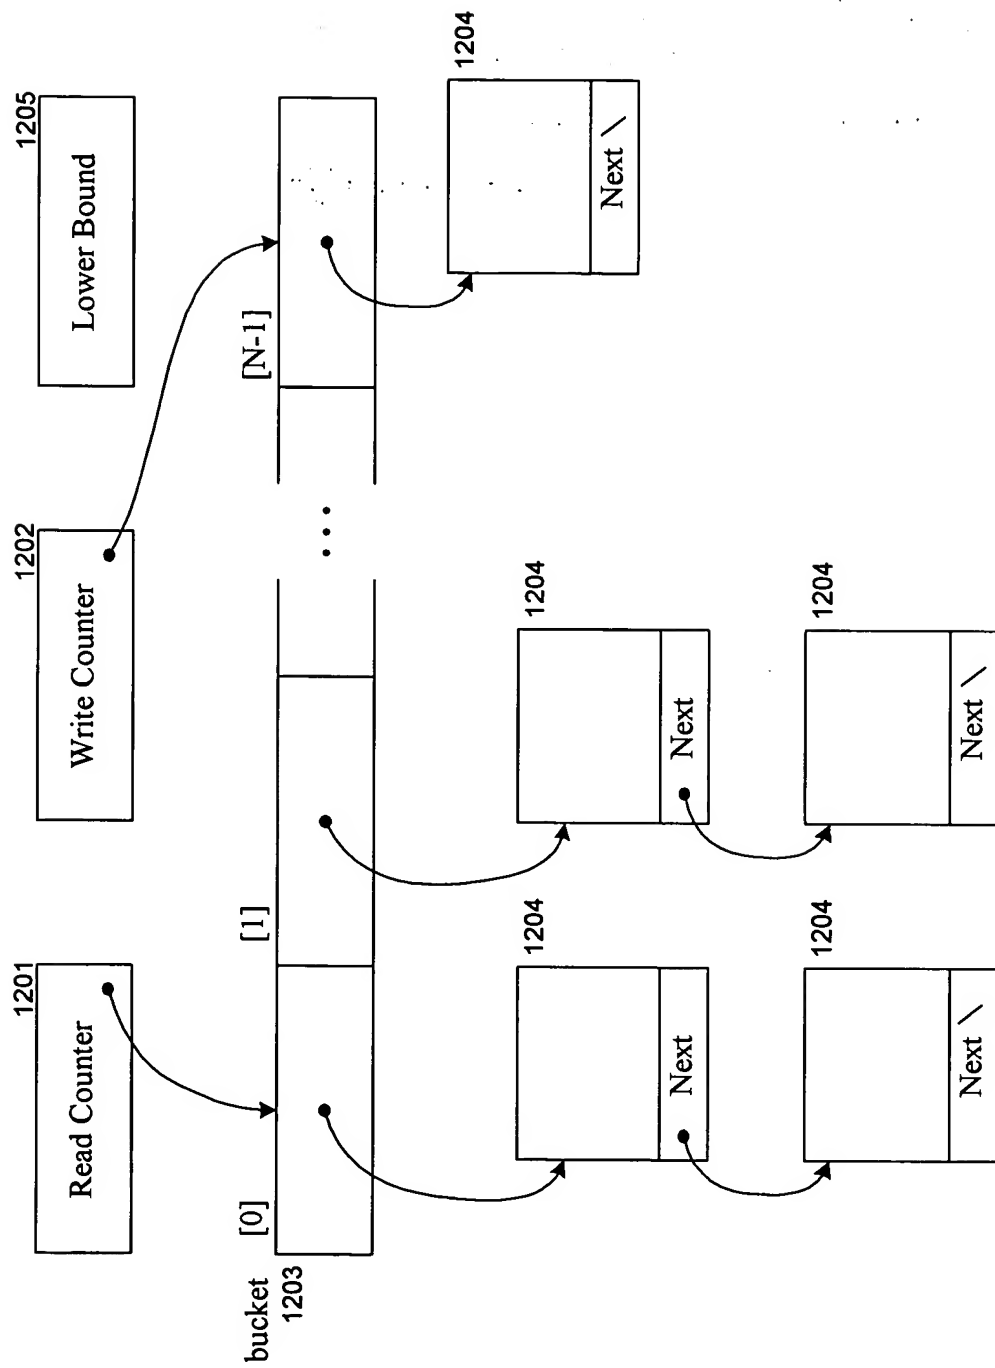 Read Counter
1201
Write Counter
1202
Lower Bound
1205
bucket
1203
[0]
[1]
[N-1]
...
1204
Next
1204
Next
1204
Next \
1204
Next \
1204
Next \